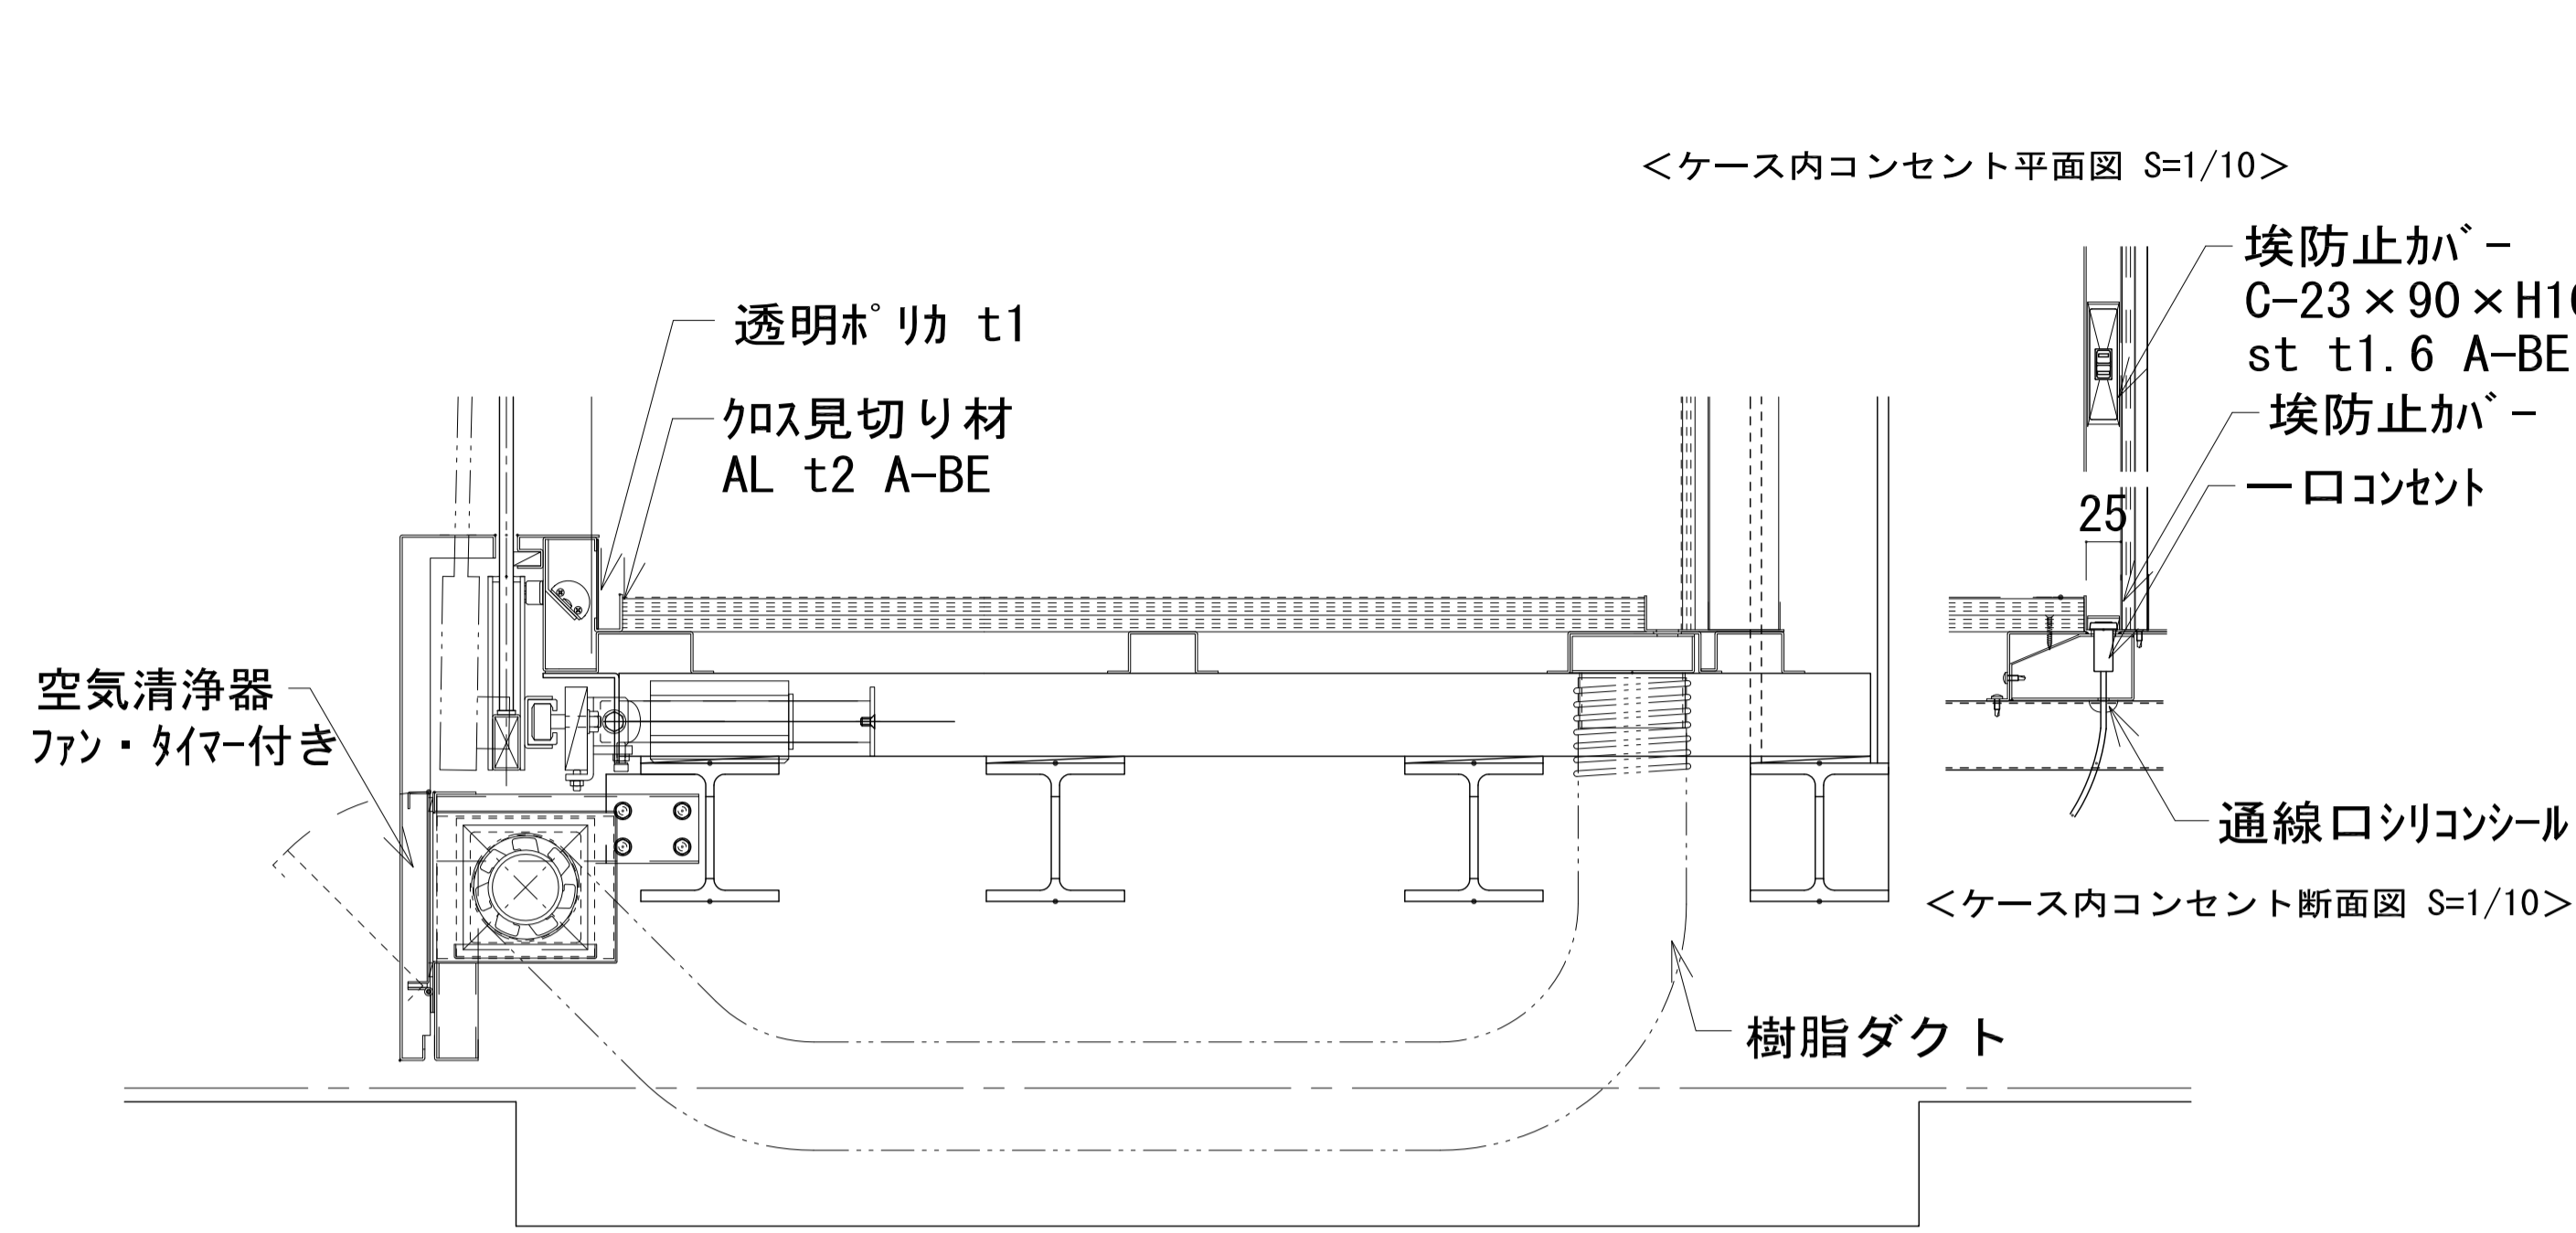 ＜ケース内コンセント平面図 S=1/10＞
埃防止ｶﾊﾞｰ
C-23×90×H1
st t1.6 A-BE
埃防止ｶﾊﾞｰ
一口ｺﾝｾﾝﾄ
25
透明ﾎﾟﾘｶ t1
ｸﾛｽ見切り材
AL t2 A-BE
空気清浄器
ﾌｧﾝ・ﾀｲﾏｰ付き
通線口ｼﾘｺﾝｼｰﾙ
＜ケース内コンセント断面図 S=1/10＞
樹脂ダクト